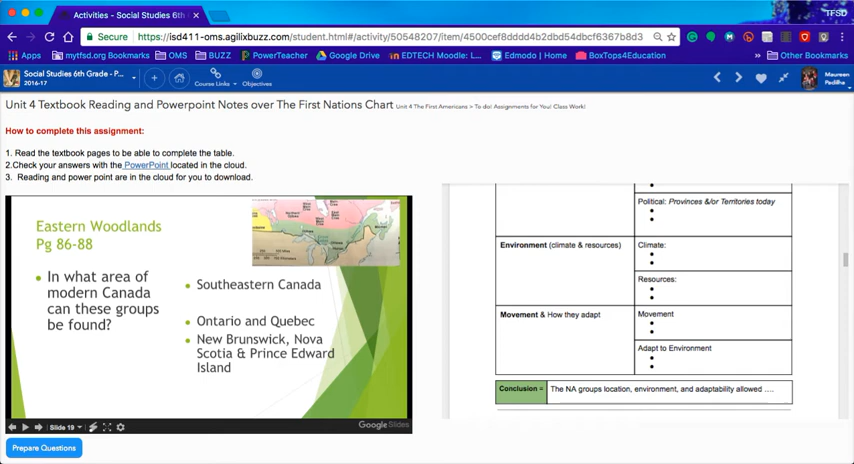 Activities - Social Studies 6th
TFSD
Secure https://isd411-oms.agilixbuzz.com/student.html#/activity/50548207/item/4500cef8dddd4b2dbd54dbcf6367b8d3
Apps mytfsd.org Bookmarks OMS BUZZ PowerTeacher Google Drive EDTECH Moodle: L... Edmodo | Home BoxTops4Education » Other Bookmarks
Social Studies 6th Grade - P...
2016-17
Course Links
Objectives
Maureen
Padilha
Unit 4 Textbook Reading and Powerpoint Notes over The First Nations Chart Unit 4 The First Americans > To do! Assignments for You! Class Work!
How to complete this assignment:
1. Read the textbook pages to be able to complete the table.
2.Check your answers with the PowerPoint located in the cloud.
3. Reading and power point are in the cloud for you to download.
Eastern Woodlands
Pg 86-88
In what area of
modern Canada
can these groups
be found?
Southeastern Canada
Ontario and Quebec
New Brunswick, Nova
Scotia & Prince Edward
Island
Slide 19
Google Slides
Prepare Questions
Political: Provinces &/or Territories today
Environment (climate & resources)
Climate:
Resources:
Movement & How they adapt
Movement
Adapt to Environment
Conclusion = The NA groups location, environment, and adaptability allowed ....